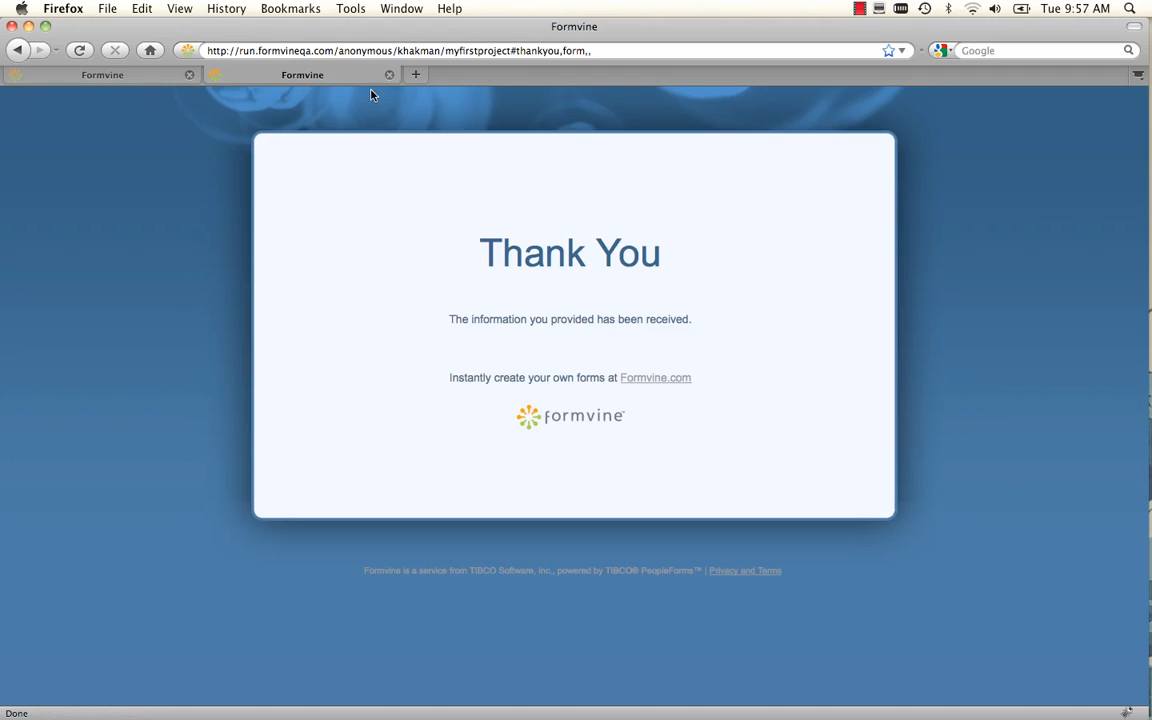 Firefox File Edit View History Bookmarks Tools Window Help Tue 9:57 AM
Formvine
http://run.formvineqa.com/anonymous/khakman/myfirstproject#thankyou,form,, Google
Formvine Formvine
Thank You
The information you provided has been received.
Instantly create your own forms at Formvine.com
formvine™
Formvine is a service from TIBCO Software, Inc., powered by TIBCO® PeopleForms™ | Privacy and Terms
Done